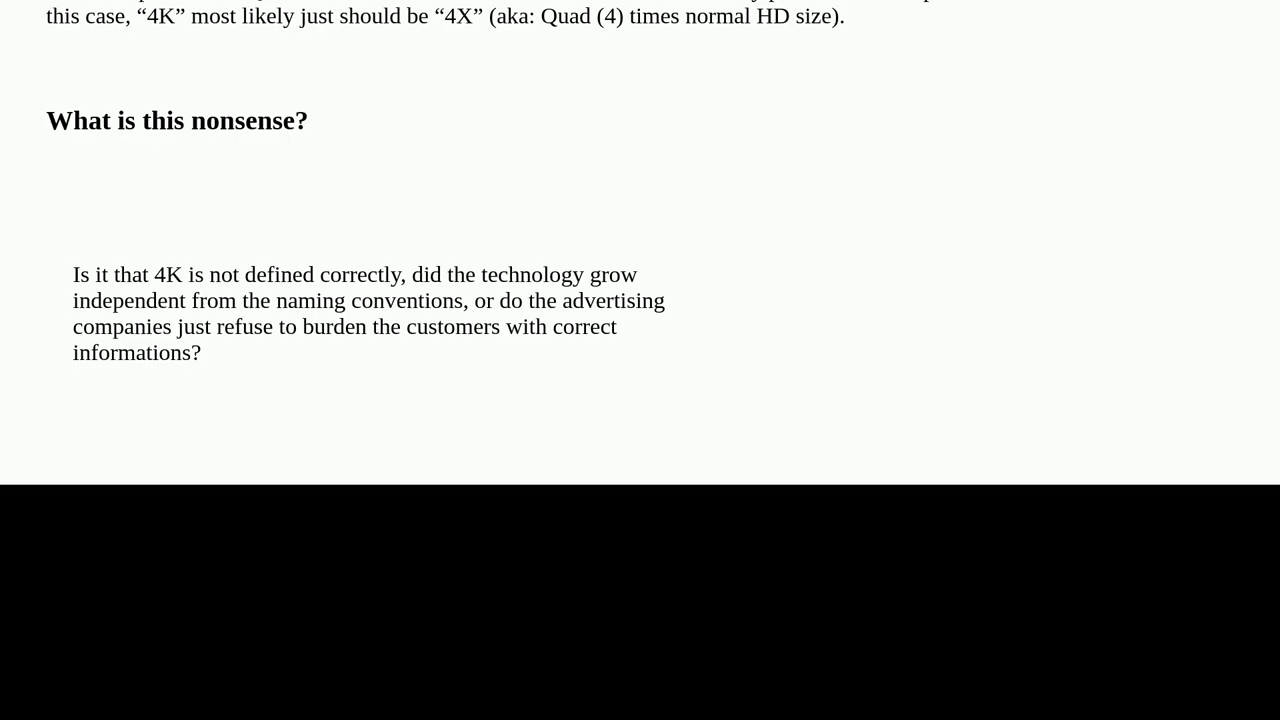 this case, “4K” most likely just should be “4X” (aka: Quad (4) times normal HD size).
What is this nonsense?
Is it that 4K is not defined correctly, did the technology grow
independent from the naming conventions, or do the advertising
companies just refuse to burden the customers with correct
informations?